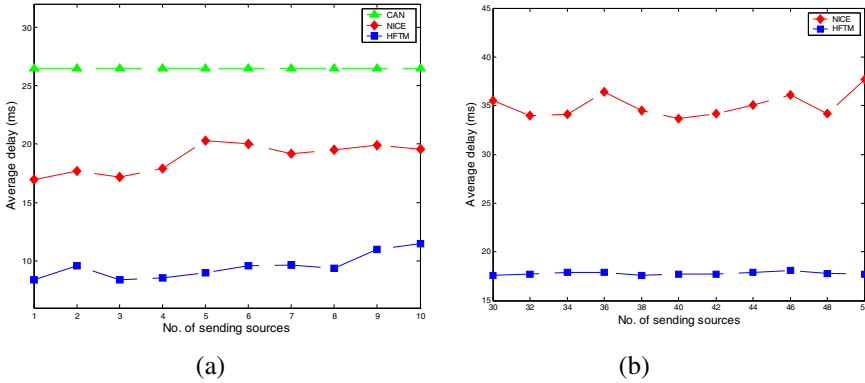 CAN
NICE
HFTM
30
25
20
15
10
Average delay (ms)
1 2 3 4 5 6 7 8 9 10
No. of sending sources
(a)
NICE
HFTM
45
40
35
30
25
20
15
Average delay (ms)
30 32 34 36 38 40 42 44 46 48
No. of sending sources
(b)